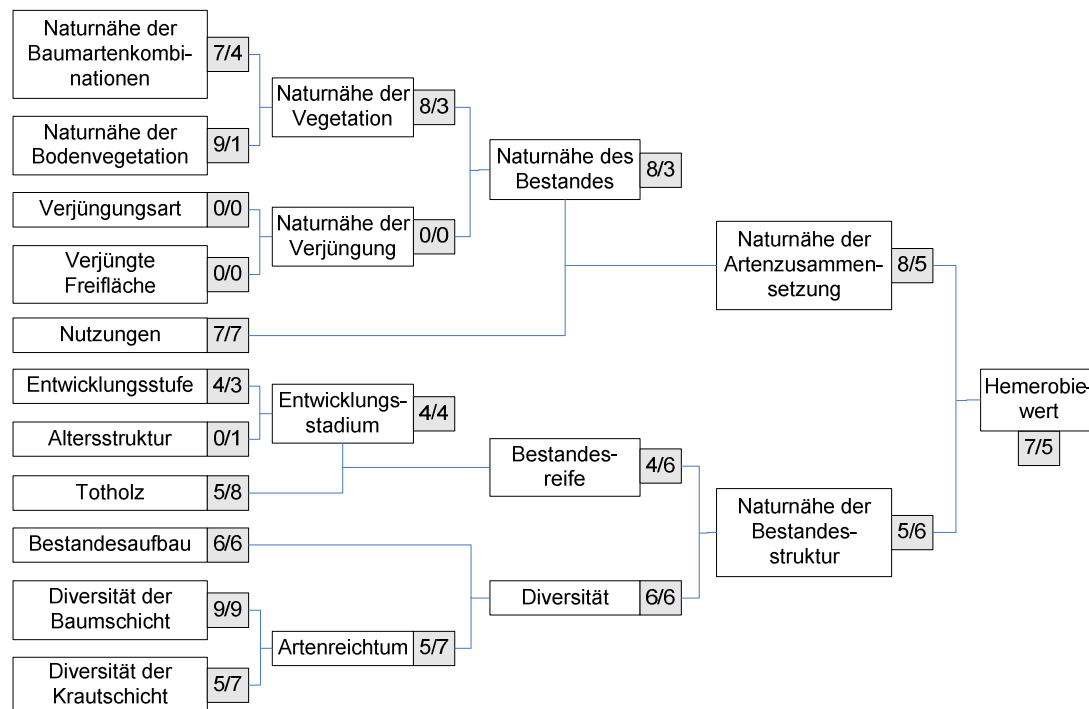 Naturnähe der
Baumartenkombi-
nationen
7/4
Naturnähe der
Bodenvegetation
9/1
Verjüngungsart
0/0
Verjüngte
Freifläche
0/0
Nutzungen
7/7
Entwicklungsstufe
4/3
Altersstruktur
0/1
Totholz
5/8
Bestandesaufbau
6/6
Diversität der
Baumschicht
9/9
Diversität der
Krautschicht
5/7
Naturnähe der
Vegetation
8/3
Naturnähe der
Verjüngung
0/0
Entwicklungs-
stadium
4/4
Artenreichtum
5/7
Naturnähe des
Bestandes
8/3
Bestandes-
reife
4/6
Diversität
6/6
Naturnähe der
Artenzusammen-
setzung
8/5
Naturnähe der
Bestandes-
struktur
5/6
Hemerobie-
wert
7/5